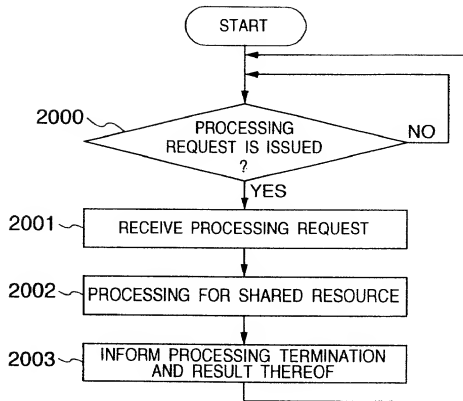 START
2000
PROCESSING
REQUEST IS ISSUED
?
NO
YES
2001
RECEIVE PROCESSING REQUEST
2002
PROCESSING FOR SHARED RESOURCE
2003
INFORM PROCESSING TERMINATION
AND RESULT THEREOF